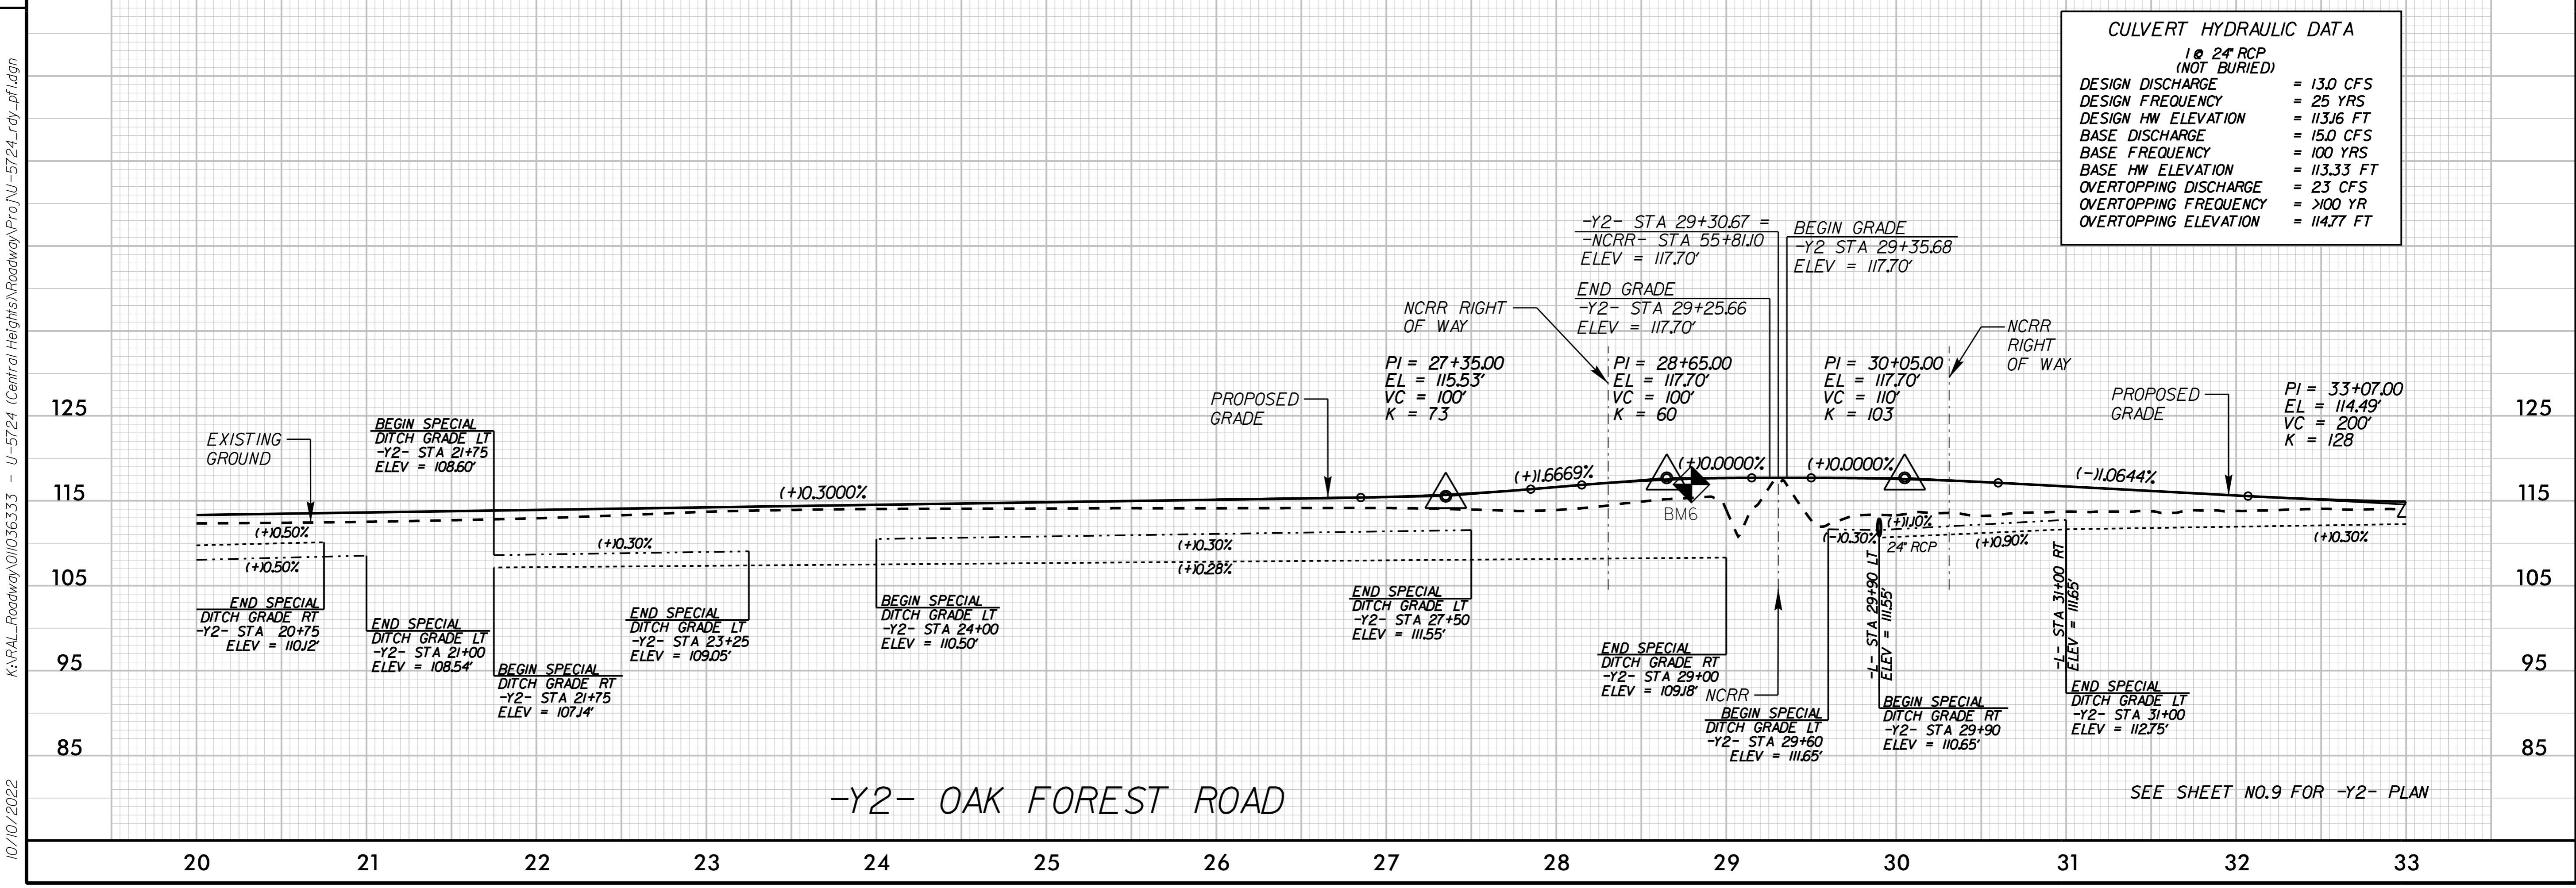 CULVERT HYDRAULIC DATA
1 @ 24" RCP
(NOT BURIED)
DESIGN DISCHARGE = 13.0 CFS
DESIGN FREQUENCY = 25 YRS
DESIGN HW ELEVATION = 113.16 FT
BASE DISCHARGE = 15.0 CFS
BASE FREQUENCY = 100 YRS
BASE HW ELEVATION = 113.33 FT
OVERTOPPING DISCHARGE = 23 CFS
OVERTOPPING FREQUENCY = >100 YR
OVERTOPPING ELEVATION = 114.77 FT
-Y2- STA 29+30.67 =
-NCRR- STA 55+81.10
ELEV = 117.70'
BEGIN GRADE
-Y2 STA 29+35.68
ELEV = 117.70'
END GRADE
-Y2- STA 29+25.66
ELEV = 117.70'
NCRR RIGHT
OF WAY
NCRR
RIGHT
OF WAY
PI = 27+35.00
EL = 115.53'
VC = 100'
K = 73
PI = 28+65.00
EL = 117.70'
VC = 100'
K = 60
PI = 30+05.00
EL = 117.70'
VC = 110'
K = 103
PI = 33+07.00
EL = 114.49'
VC = 200'
K = 128
PROPOSED
GRADE
PROPOSED
GRADE
EXISTING
GROUND
125
115
105
95
85
125
115
105
95
85
BEGIN SPECIAL
DITCH GRADE LT
-Y2- STA 21+75
ELEV = 108.60'
(+)0.3000%
(+)1.6669%
(+)0.0000%
(+)0.0000%
(-)1.0644%
BM6
(+)0.50%
(+)0.50%
(+)0.30%
(+)0.30%
(+)0.28%
(-)0.30%
(+)1.10%
24" RCP
(+)0.90%
(+)0.30%
END SPECIAL
DITCH GRADE RT
-Y2- STA 20+75
ELEV = 110.12'
END SPECIAL
DITCH GRADE LT
-Y2- STA 21+00
ELEV = 108.54'
BEGIN SPECIAL
DITCH GRADE RT
-Y2- STA 21+75
ELEV = 107.14'
END SPECIAL
DITCH GRADE LT
-Y2- STA 23+25
ELEV = 109.05'
BEGIN SPECIAL
DITCH GRADE LT
-Y2- STA 24+00
ELEV = 110.50'
END SPECIAL
DITCH GRADE LT
-Y2- STA 27+50
ELEV = 111.55'
END SPECIAL
DITCH GRADE RT
-Y2- STA 29+00
ELEV = 109.18'
NCRR
BEGIN SPECIAL
DITCH GRADE LT
-Y2- STA 29+60
ELEV = 111.65'
-L- STA 29+90 LT
ELEV = 111.55'
BEGIN SPECIAL
DITCH GRADE RT
-Y2- STA 29+90
ELEV = 110.65'
-L- STA 31+00 RT
ELEV = 111.65'
END SPECIAL
DITCH GRADE LT
-Y2- STA 31+00
ELEV = 112.75'
-Y2- OAK FOREST ROAD
SEE SHEET NO.9 FOR -Y2- PLAN
20 21 22 23 24 25 26 27 28 29 30 31 32 33
10/10/2022
K:\RAL_Roadway\011036333 - U-5724 (Central Heights)\Roadway\Proj\U-5724_rdy_pfl.dgn